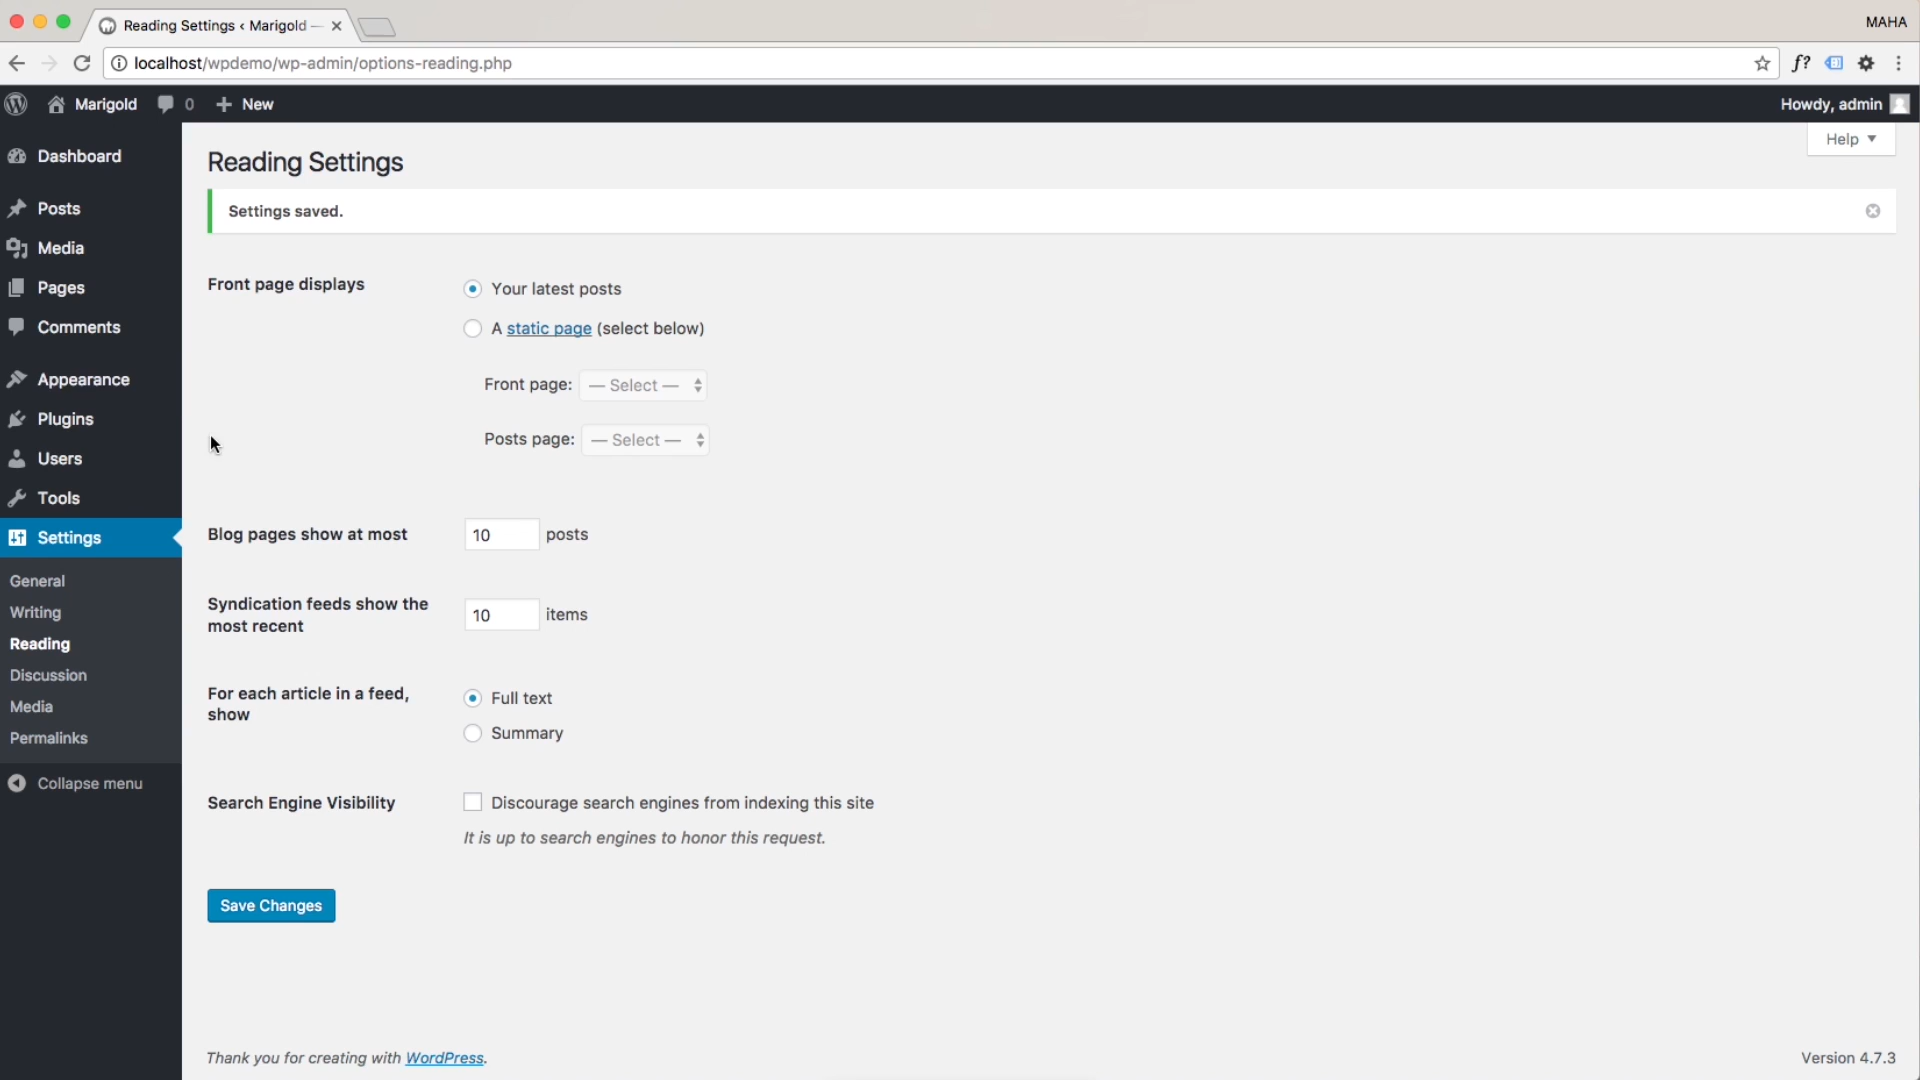 Reading Settings ‹ Marigold —
MAHA
localhost/wpdemo/wp-admin/options-reading.php
f?
Marigold 0 + New
Howdy, admin
Help ▼
Dashboard
Posts
Media
Pages
Comments
Appearance
Plugins
Users
Tools
Settings
General
Writing
Reading
Discussion
Media
Permalinks
Collapse menu
Reading Settings
Settings saved.
Front page displays
Your latest posts
A static page (select below)
Front page: — Select —
Posts page: — Select —
Blog pages show at most 10 posts
Syndication feeds show the
most recent
10 items
For each article in a feed,
show
Full text
Summary
Search Engine Visibility
Discourage search engines from indexing this site
It is up to search engines to honor this request.
Save Changes
Thank you for creating with WordPress.
Version 4.7.3